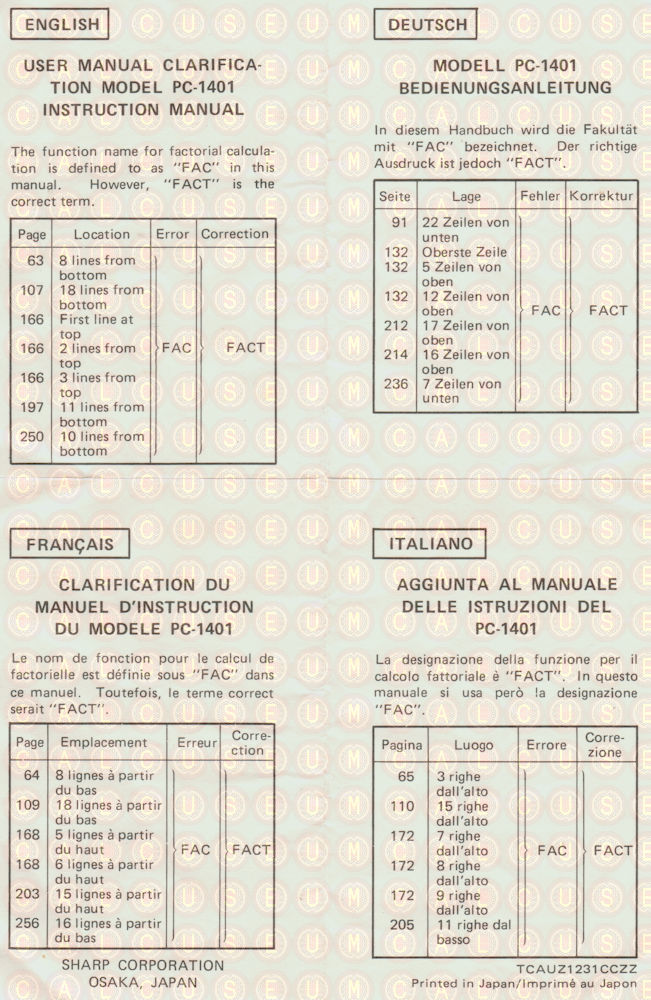 ENGLISH
USER MANUAL CLARIFICA-
TION MODEL PC-1401
INSTRUCTION MANUAL
The function name for factorial calcula-
tion is defined to as "FAC" in this
manual. However, "FACT" is the
correct term.
Page Location Error Correction
63 8 lines from
bottom
107 18 lines from
bottom
166 First line at
top
166 2 lines from FAC FACT
top
166 3 lines from
top
197 11 lines from
bottom
250 10 lines from
bottom
DEUTSCH
MODELL PC-1401
BEDIENUNGSANLEITUNG
In diesem Handbuch wird die Fakultät
mit "FAC" bezeichnet. Der richtige
Ausdruck ist jedoch "FACT".
Seite Lage Fehler Korrektur
91 22 Zeilen von
unten
132 Oberste Zeile
132 5 Zeilen von
oben
132 12 Zeilen von
oben FAC FACT
212 17 Zeilen von
oben
214 16 Zeilen von
oben
236 7 Zeilen von
unten
FRANÇAIS
CLARIFICATION DU
MANUEL D'INSTRUCTION
DU MODELE PC-1401
Le nom de fonction pour le calcul de
factorielle est définie sous "FAC" dans
ce manuel. Toutefois, le terme correct
serait "FACT".
Page Emplacement Erreur Corre-
ction
64 8 lignes à partir
du bas
109 18 lignes à partir
du bas
168 5 lignes à partir
du haut FAC FACT
168 6 lignes à partir
du haut
203 15 lignes à partir
du haut
256 16 lignes à partir
du bas
SHARP CORPORATION
OSAKA, JAPAN
ITALIANO
AGGIUNTA AL MANUALE
DELLE ISTRUZIONI DEL
PC-1401
La designazione della funzione per il
calcolo fattoriale è "FACT". In questo
manuale si usa però la designazione
"FAC".
Pagina Luogo Errore Corre-
zione
65 3 righe
dall'alto
110 15 righe
dall'alto
172 7 righe
dall'alto FAC FACT
172 8 righe
dall'alto
172 9 righe
dall'alto
205 11 righe dal
basso
TCAUZ1231CCZZ
Printed in Japan/Imprimé au Japon
CALCUSEUM